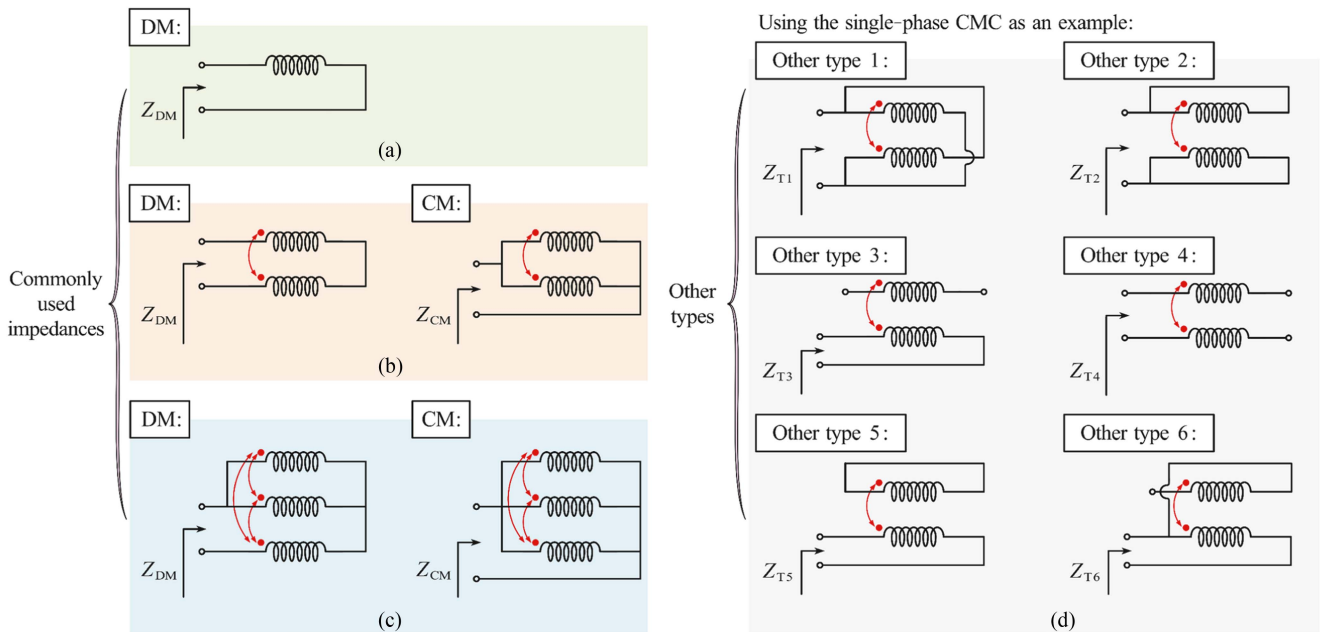 Commonly
used
impedances
DM:
Z_DM
(a)
DM:
Z_DM
CM:
Z_CM
(b)
DM:
Z_DM
CM:
Z_CM
(c)
Using the single-phase CMC as an example:
Other
types
Other type 1:
Z_T1
Other type 2:
Z_T2
Other type 3:
Z_T3
Other type 4:
Z_T4
Other type 5:
Z_T5
Other type 6:
Z_T6
(d)